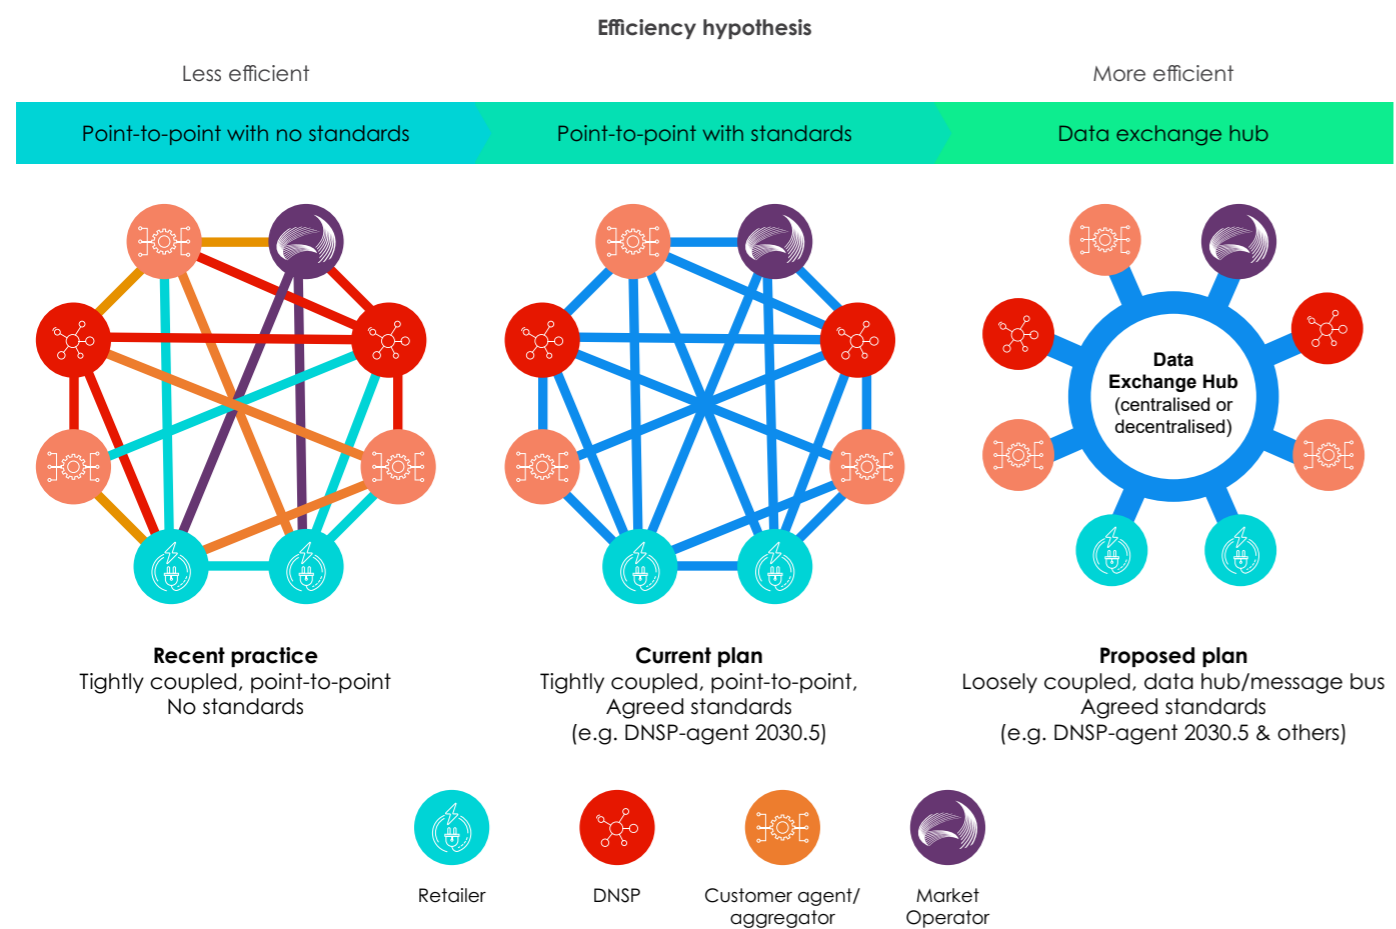 Efficiency hypothesis
Less efficient
More efficient
Point-to-point with no standards
Point-to-point with standards
Data exchange hub
Data
Exchange Hub
(centralised or
decentralised)
Recent practice
Tightly coupled, point-to-point
No standards
Current plan
Tightly coupled, point-to-point,
Agreed standards
(e.g. DNSP-agent 2030.5)
Proposed plan
Loosely coupled, data hub/message bus
Agreed standards
(e.g. DNSP-agent 2030.5 & others)
Retailer
DNSP
Customer agent/
aggregator
Market
Operator